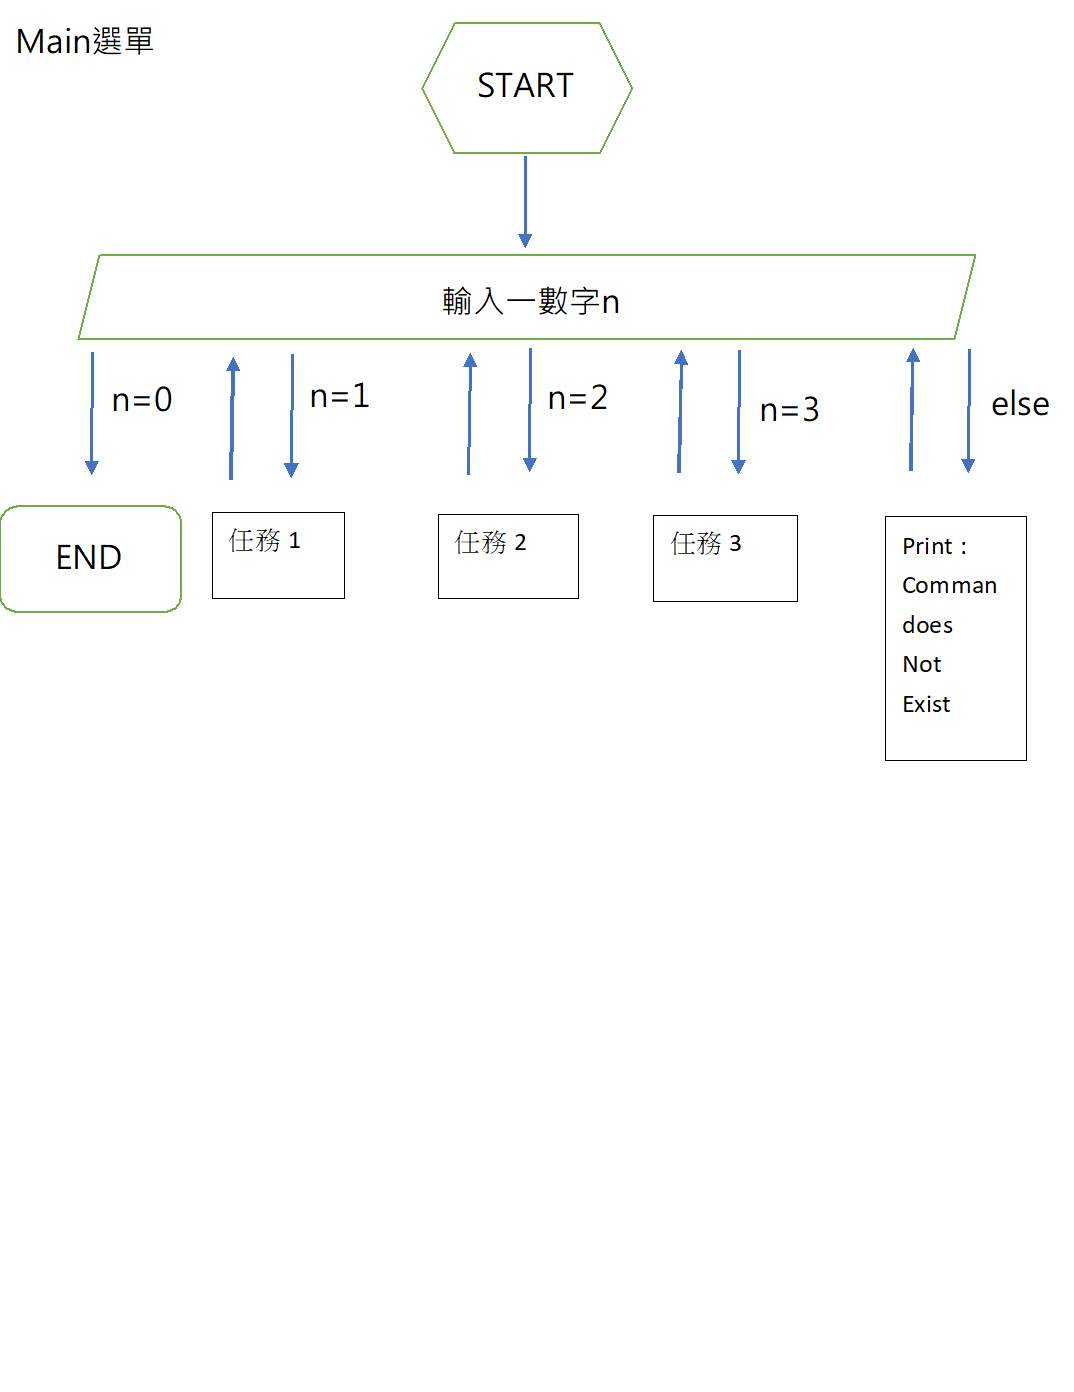 Main選單
START
輸入一數字n
n=0
n=1
n=2
n=3
else
END
任務 1
任務 2
任務 3
Print :
Comman
does
Not
Exist